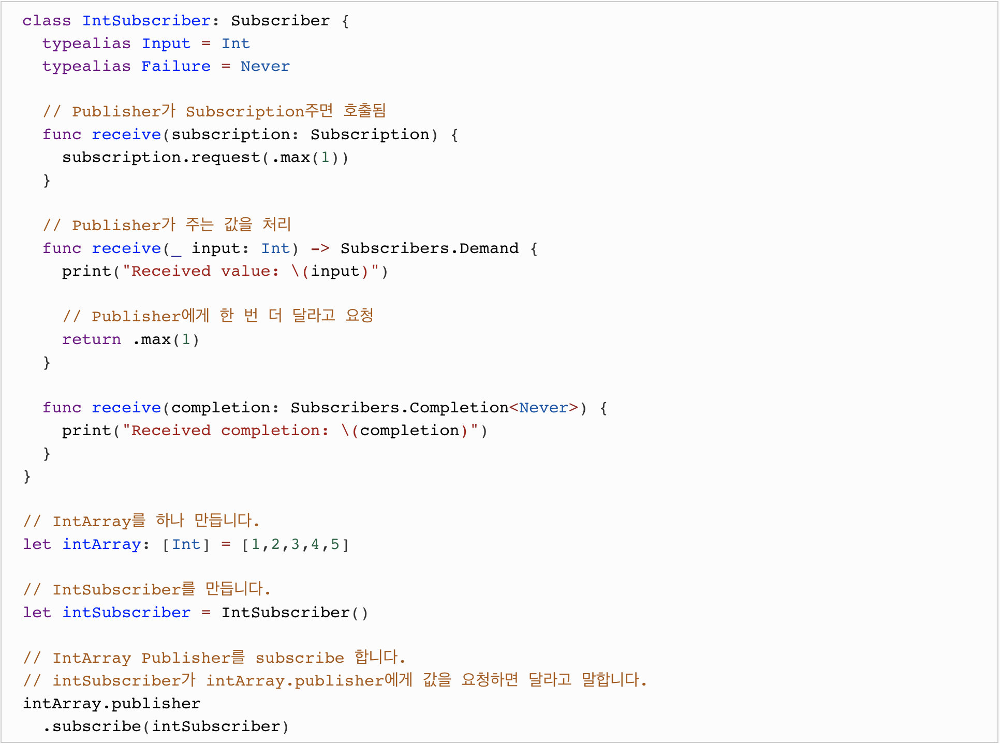 class IntSubscriber: Subscriber {
  typealias Input = Int
  typealias Failure = Never

  // Publisher가 Subscription주면 호출됨
  func receive(subscription: Subscription) {
    subscription.request(.max(1))
  }

  // Publisher가 주는 값을 처리
  func receive(_ input: Int) -> Subscribers.Demand {
    print("Received value: \(input)")

    // Publisher에게 한 번 더 달라고 요청
    return .max(1)
  }

  func receive(completion: Subscribers.Completion<Never>) {
    print("Received completion: \(completion)")
  }
}

// IntArray를 하나 만듭니다.
let intArray: [Int] = [1,2,3,4,5]

// IntSubscriber를 만듭니다.
let intSubscriber = IntSubscriber()

// IntArray Publisher를 subscribe 합니다.
// intSubscriber가 intArray.publisher에게 값을 요청하면 달라고 말합니다.
intArray.publisher
  .subscribe(intSubscriber)